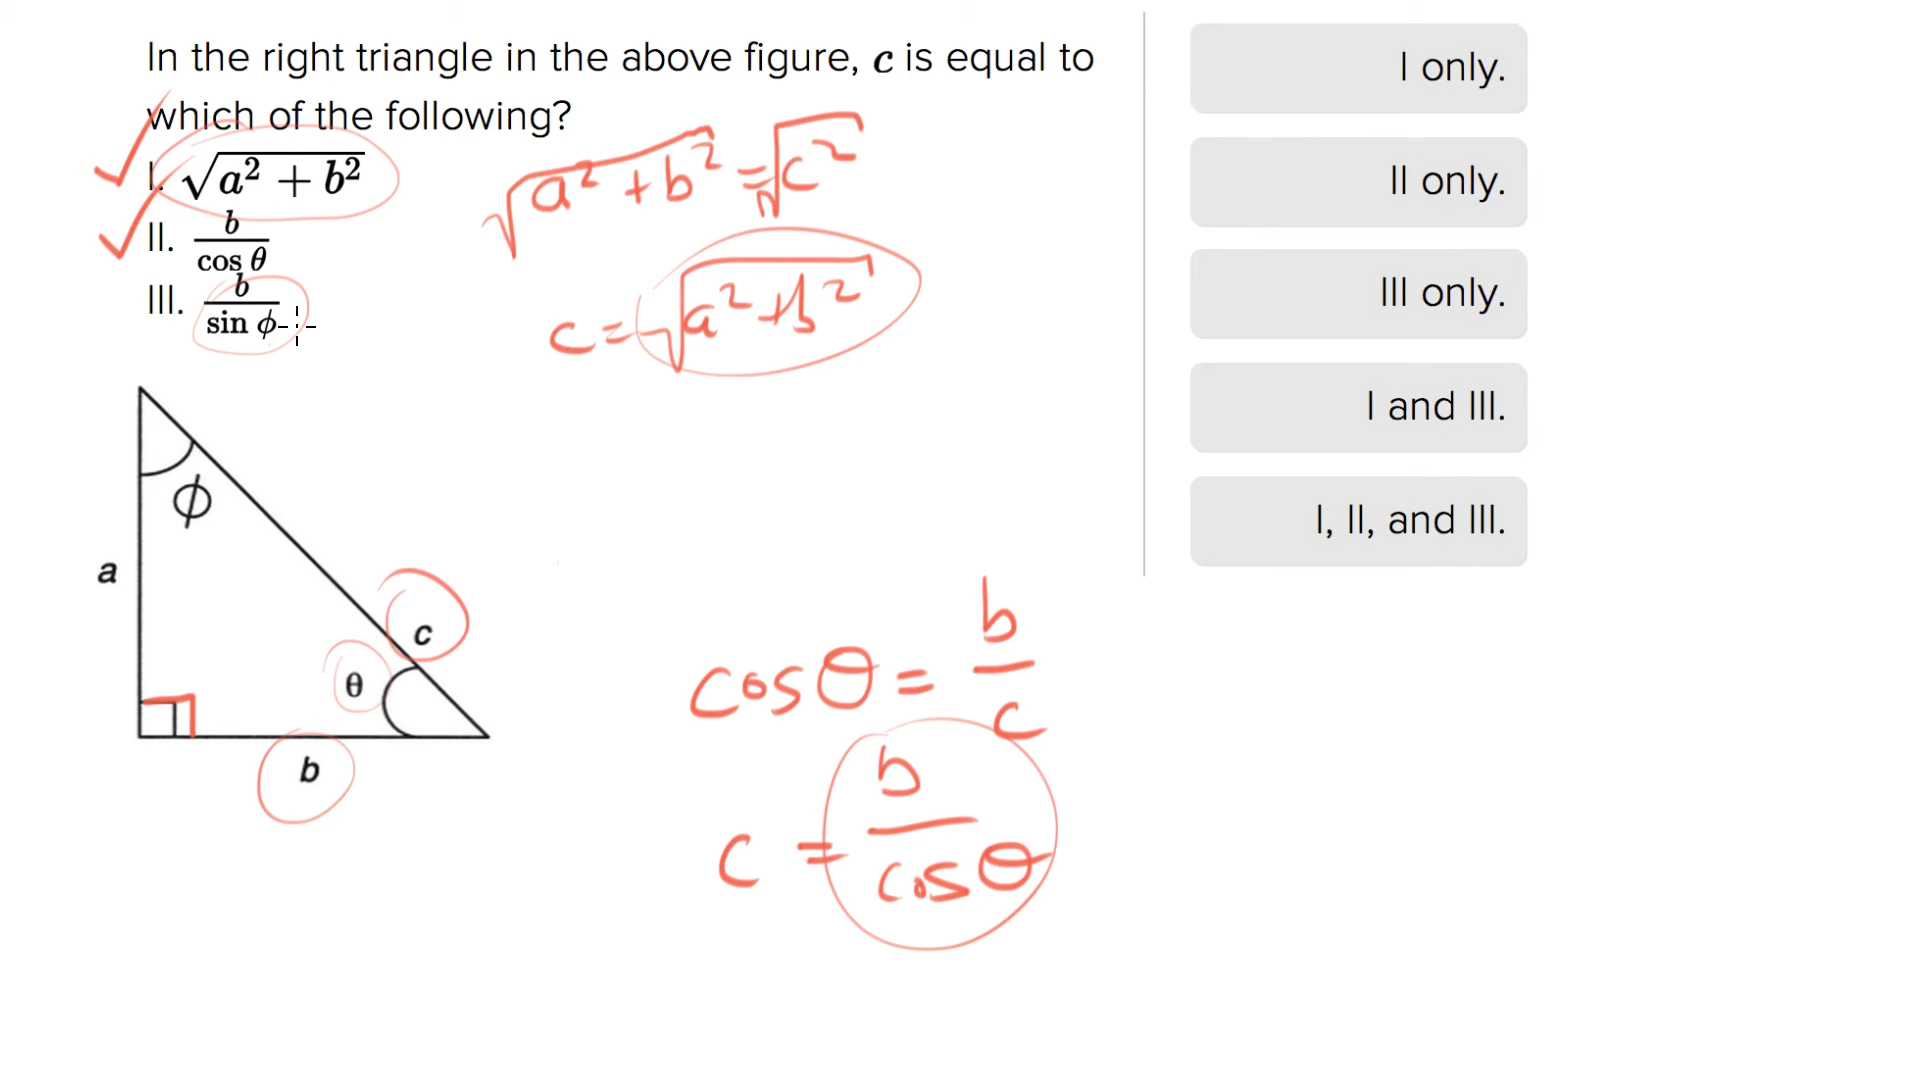 In the right triangle in the above figure, c is equal to
which of the following?
I. √a² + b²
II. b/cos θ
III. b/sin ϕ
√a² + b² = √c²
c = √a² + b²
ϕ
a
c
θ
b
cos θ = b/c
c = b/cos θ
I only.
II only.
III only.
I and III.
I, II, and III.